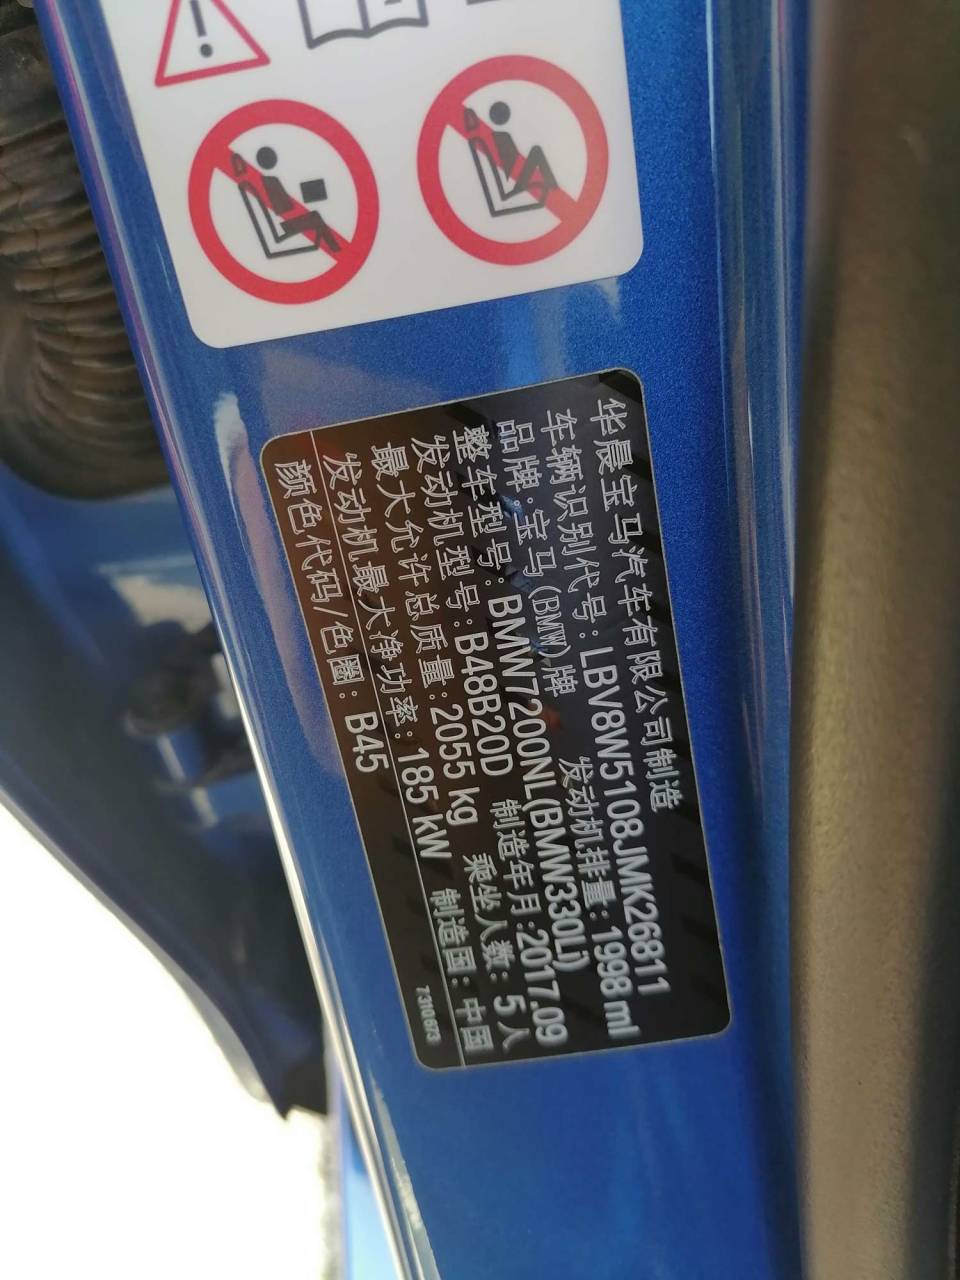 华晨宝马汽车有限公司制造
车辆识别代号:LBV8W5108JMK26811
品牌:宝马(BMW)牌 发动机排量:1998 ml
整车型号:BMW7200NL(BMW330Li)
发动机型号:B48B20D 制造年月:2017.09
最大允许总质量:2055 kg 乘坐人数:5人
发动机最大净功率:185 kW 制造国:中国
颜色代码/色圈:B45 7310673